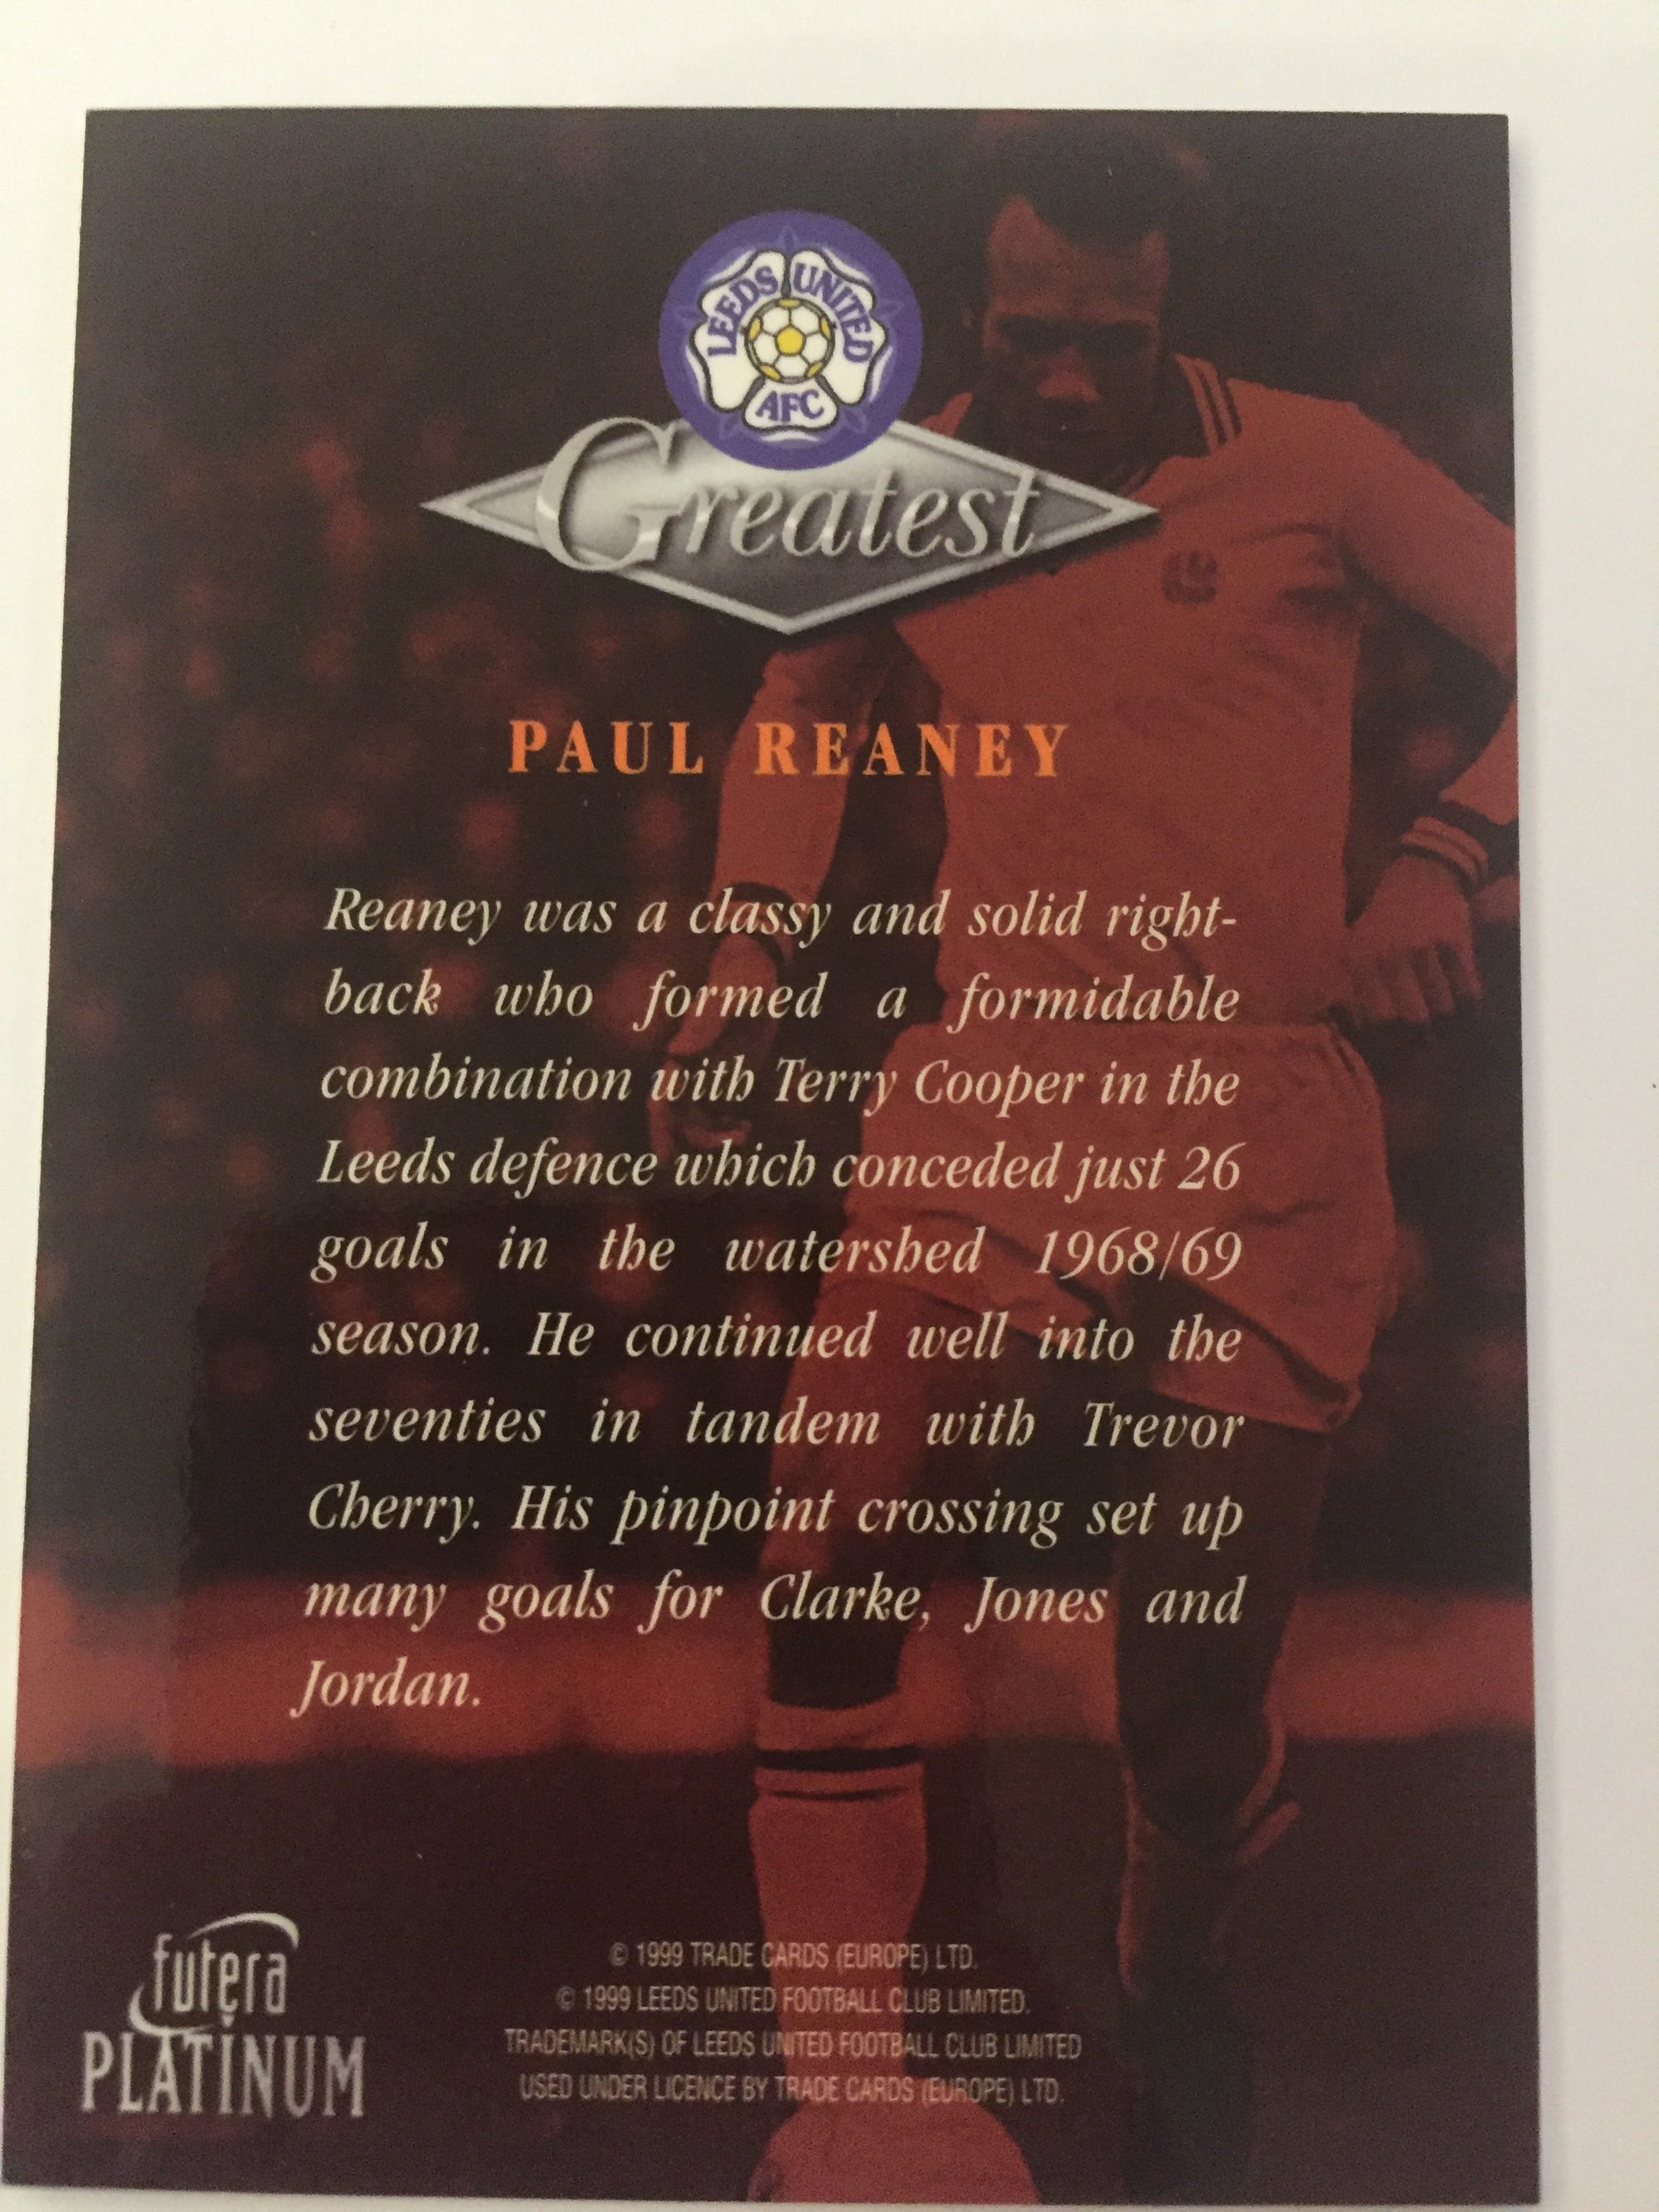 LEEDS UNITED
AFC
Greatest
PAUL REANEY
Reaney was a classy and solid right-
back who formed a formidable
combination with Terry Cooper in the
Leeds defence which conceded just 26
goals in the watershed 1968/69
season. He continued well into the
seventies in tandem with Trevor
Cherry. His pinpoint crossing set up
many goals for Clarke, Jones and
Jordan.
futera
PLATINUM
© 1999 TRADE CARDS (EUROPE) LTD.
© 1999 LEEDS UNITED FOOTBALL CLUB LIMITED.
TRADEMARK(S) OF LEEDS UNITED FOOTBALL CLUB LIMITED
USED UNDER LICENCE BY TRADE CARDS (EUROPE) LTD.